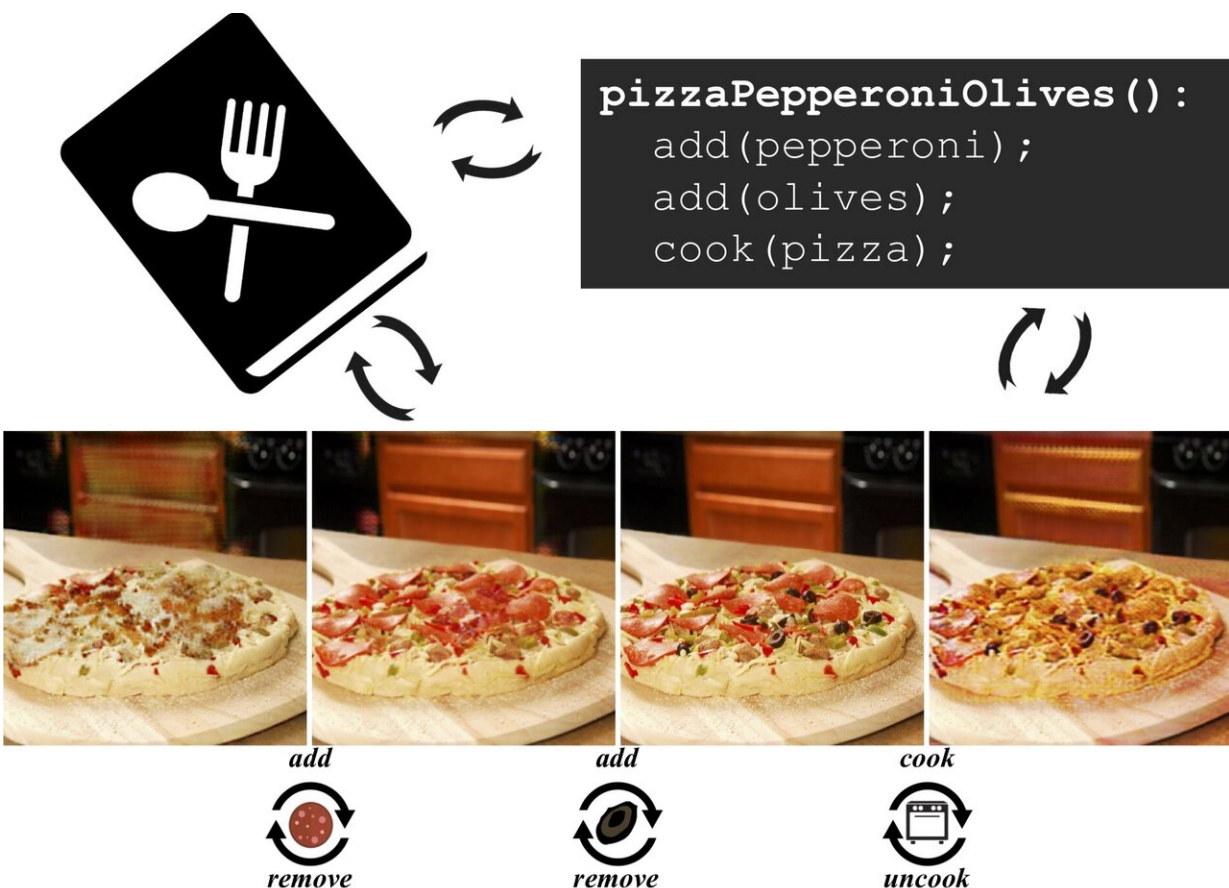 pizzaPepperoniOlives():
add(pepperoni);
add(olives);
cook(pizza);
add
add
cook
remove
remove
uncook